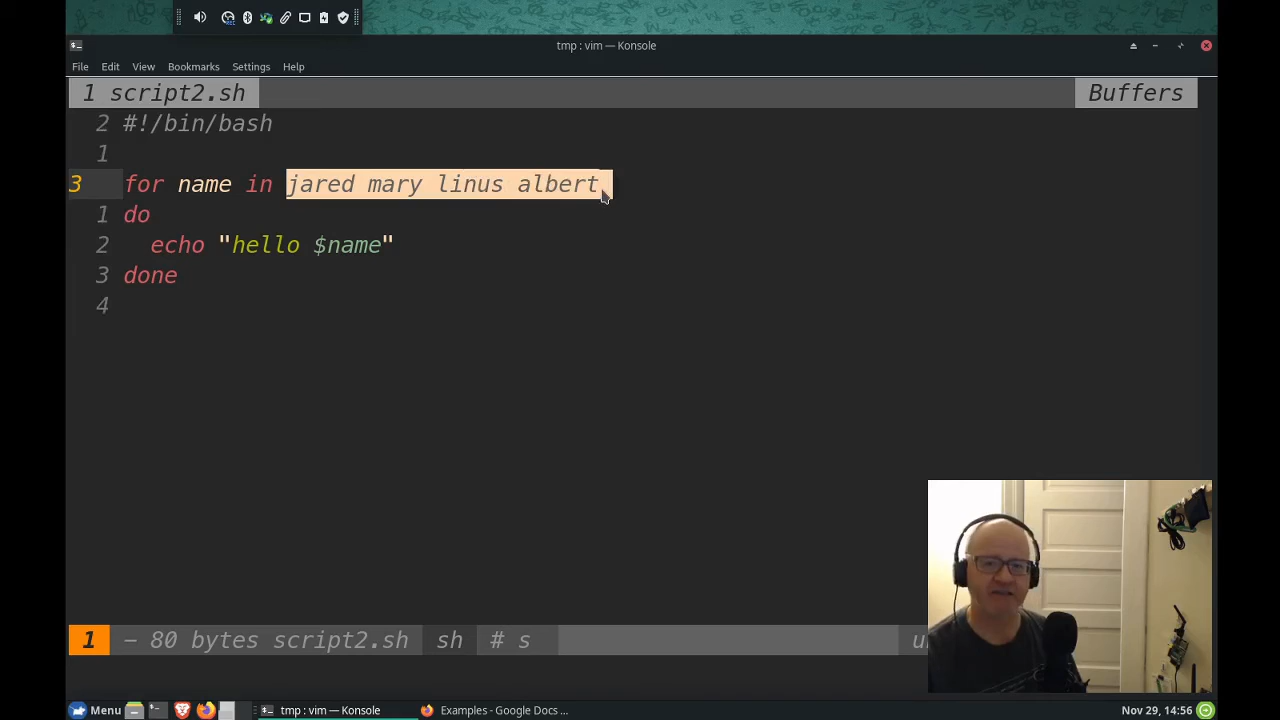 tmp : vim — Konsole
File Edit View Bookmarks Settings Help
1 script2.sh Buffers
2 #!/bin/bash
1
3 for name in jared mary linus albert
1 do
2 echo "hello $name"
3 done
4
1 — 80 bytes script2.sh sh # s
Menu tmp : vim — Konsole Examples - Google Docs ... Nov 29, 14:56